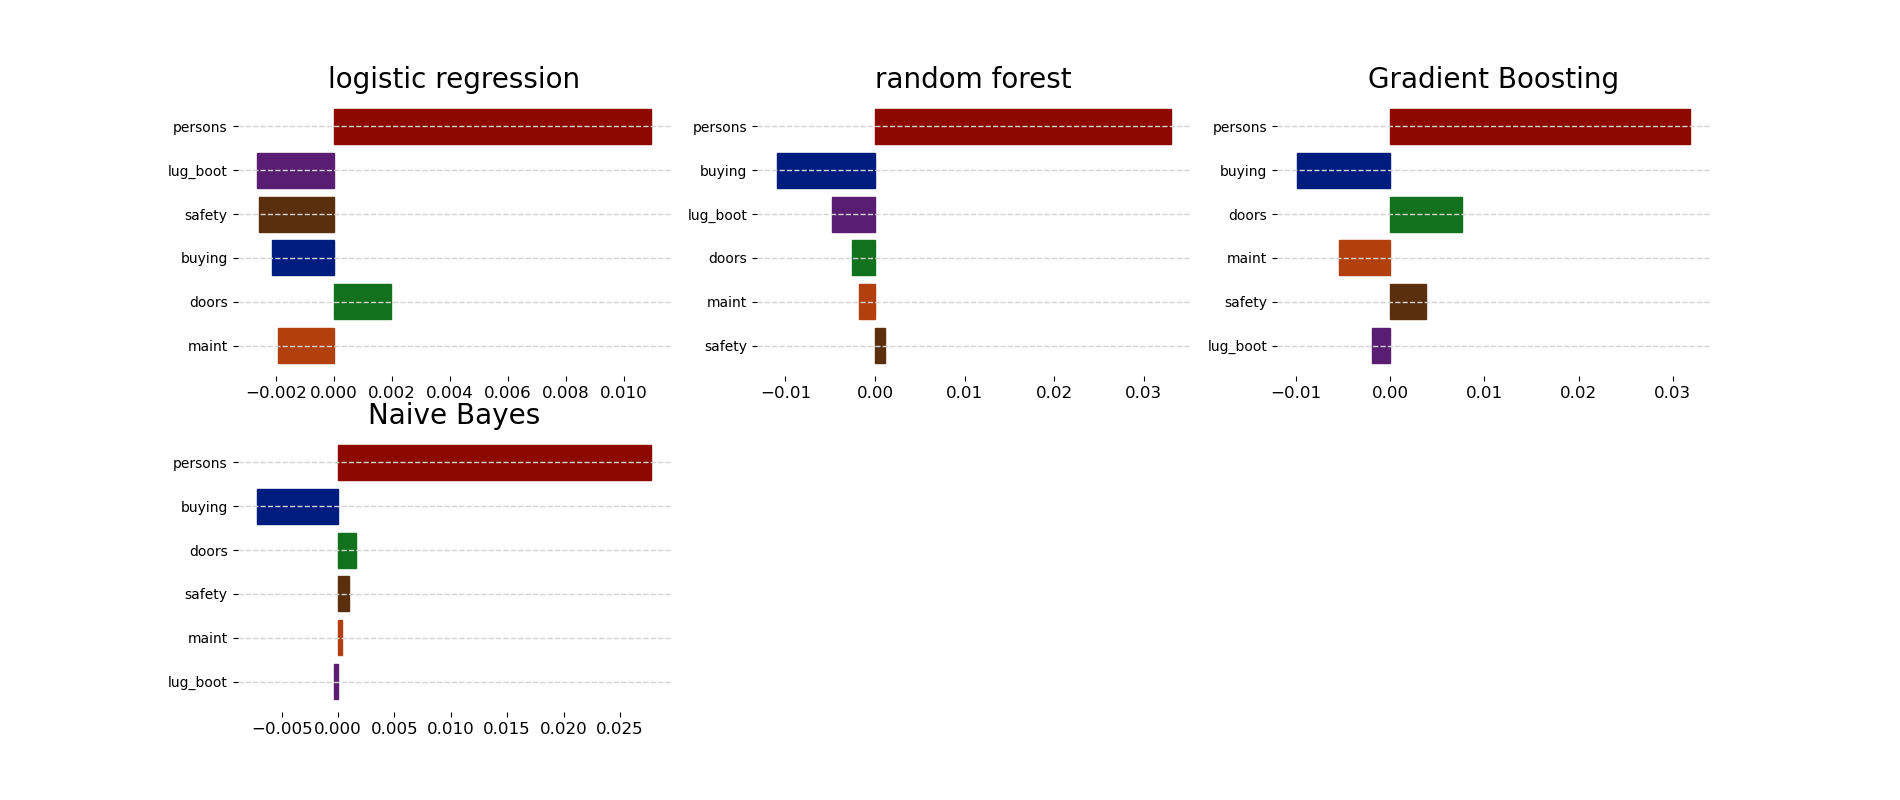 logistic regression
persons
lug_boot
safety
buying
doors
maint
−0.002 0.000 0.002 0.004 0.006 0.008 0.010
random forest
persons
buying
lug_boot
doors
maint
safety
−0.01 0.00 0.01 0.02 0.03
Gradient Boosting
persons
buying
doors
maint
safety
lug_boot
−0.01 0.00 0.01 0.02 0.03
Naive Bayes
persons
buying
doors
safety
maint
lug_boot
−0.005 0.000 0.005 0.010 0.015 0.020 0.025